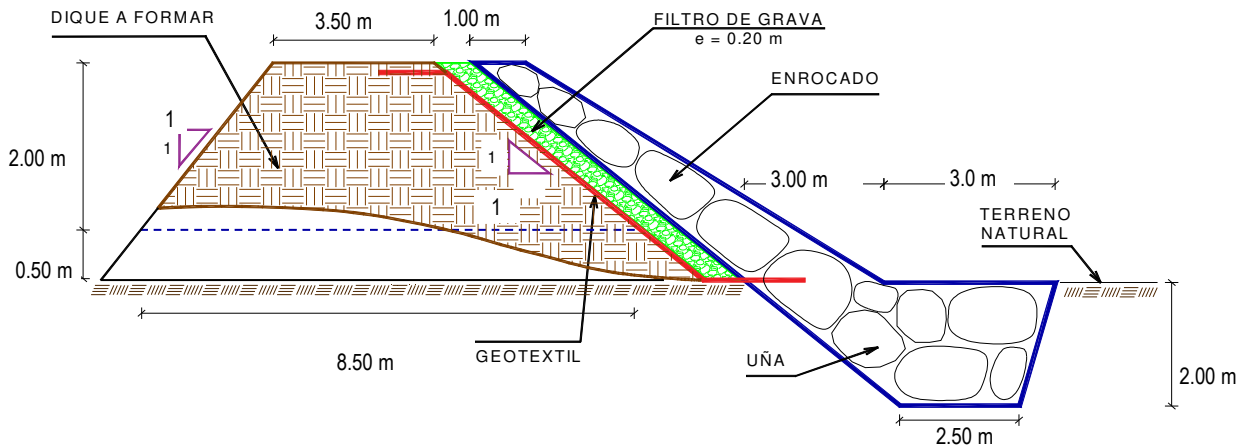 DIQUE A FORMAR
3.50 m
1.00 m
FILTRO DE GRAVA
e = 0.20 m
ENROCADO
1
1
2.00 m
1
1
3.00 m
3.0 m
TERRENO
NATURAL
0.50 m
GEOTEXTIL
UÑA
8.50 m
2.00 m
2.50 m